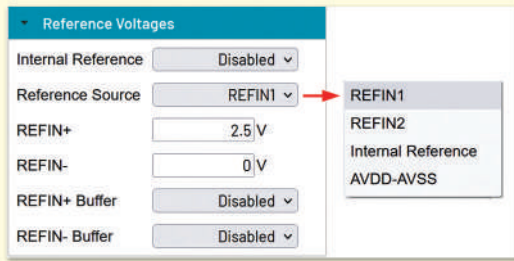 Reference Voltages
Internal Reference Disabled
Reference Source REFIN1
REFIN+ 2.5 V
REFIN- 0 V
REFIN+ Buffer Disabled
REFIN- Buffer Disabled
REFIN1
REFIN2
Internal Reference
AVDD-AVSS